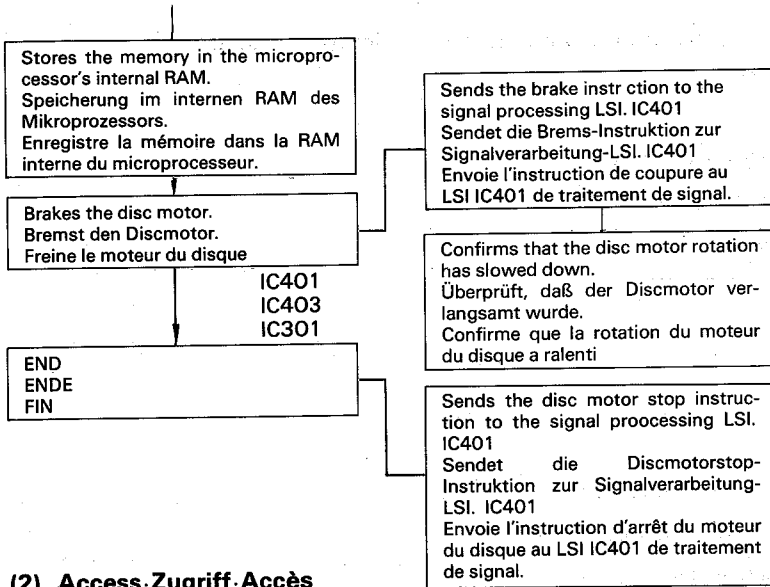 Stores the memory in the micropro-
cessor's internal RAM.
Speicherung im internen RAM des
Mikroprozessors.
Enregistre la mémoire dans la RAM
interne du microprocesseur.
Brakes the disc motor.
Bremst den Discmotor.
Freine le moteur du disque
IC401
IC403
IC301
END
ENDE
FIN
Sends the brake instr ction to the
signal processing LSI. IC401
Sendet die Brems-Instruktion zur
Signalverarbeitung-LSI. IC401
Envoie l'instruction de coupure au
LSI IC401 de traitement de signal.
Confirms that the disc motor rotation
has slowed down.
Überprüft, daß der Discmotor ver-
langsamt wurde.
Confirme que la rotation du moteur
du disque a ralenti
Sends the disc motor stop instruc-
tion to the signal proocessing LSI.
IC401
Sendet die Discmotorstop-
Instruktion zur Signalverarbeitung-
LSI. IC401
Envoie l'instruction d'arrêt du moteur
du disque au LSI IC401 de traitement
de signal.
(2) Access·Zugriff·Accès